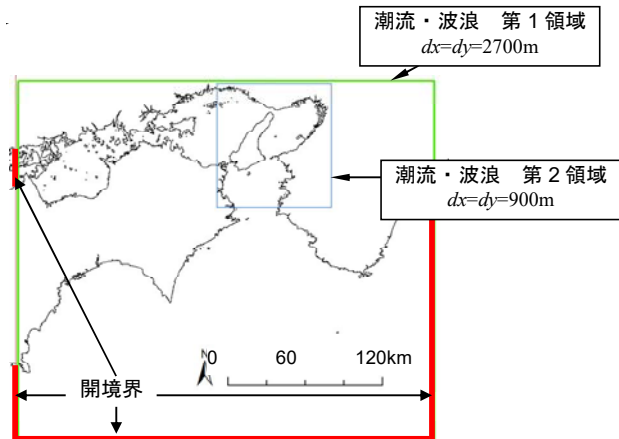 潮流・波浪　第１領域
dx=dy=2700m
潮流・波浪　第２領域
dx=dy=900m
N
0 60 120km
開境界